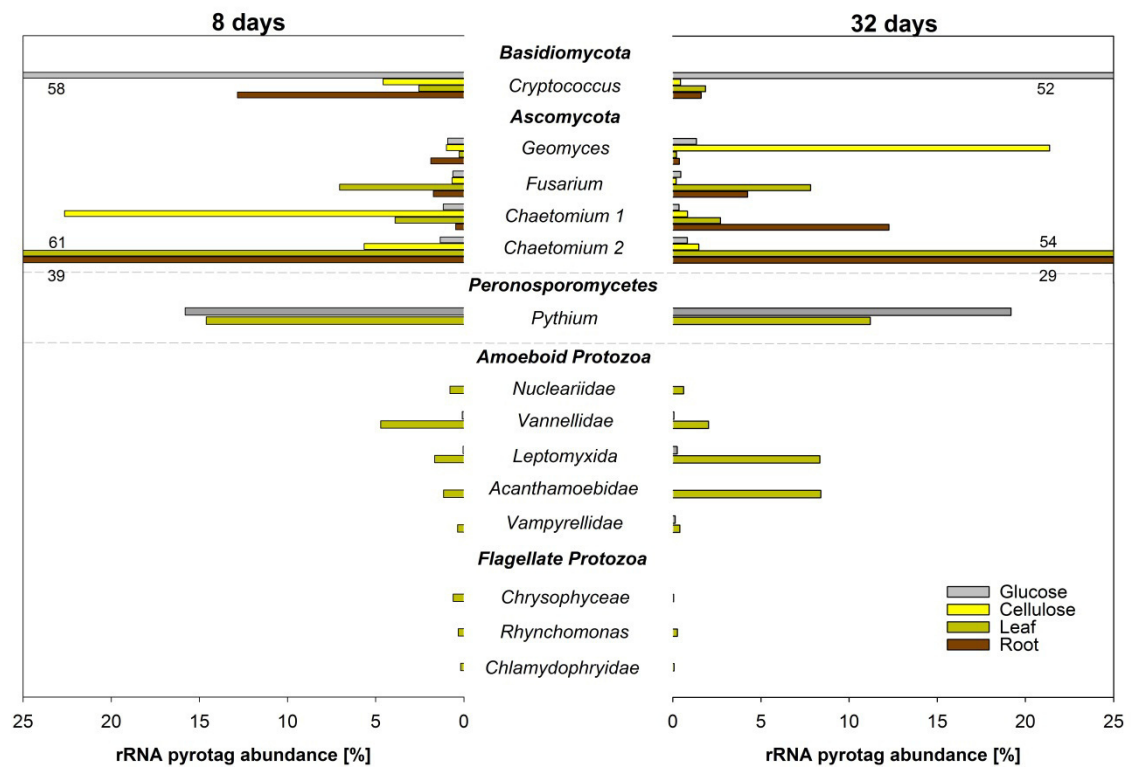 8 days
32 days
Basidiomycota
Cryptococcus
58
52
Ascomycota
Geomyces
Fusarium
Chaetomium 1
Chaetomium 2
61
54
39
29
Peronosporomycetes
Pythium
Amoeboid Protozoa
Nucleariidae
Vannellidae
Leptomyxida
Acanthamoebidae
Vampyrellidae
Flagellate Protozoa
Chrysophyceae
Rhynchomonas
Chlamydophryidae
Glucose
Cellulose
Leaf
Root
25 20 15 10 5 0
0 5 10 15 20 25
rRNA pyrotag abundance [%]
rRNA pyrotag abundance [%]